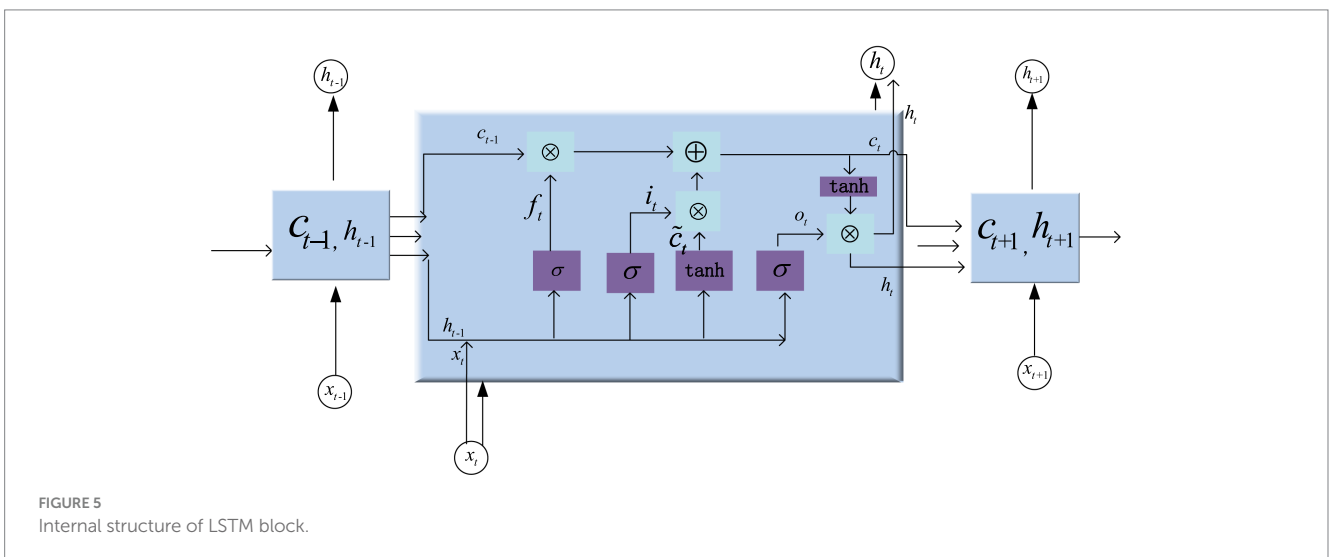 h_{t-1}
h_t
h_{t+1}
h_t
c_{t-1}
⊗
⊕
c_t
tanh
f_t
i_t
⊗
o_t
⊗
c̃_t
C_{t-1}, h_{t-1}
C_{t+1}, h_{t+1}
σ
σ
tanh
σ
h_t
h_{t-1}
x_t
x_{t-1}
x_{t+1}
x_t
FIGURE 5
Internal structure of LSTM block.